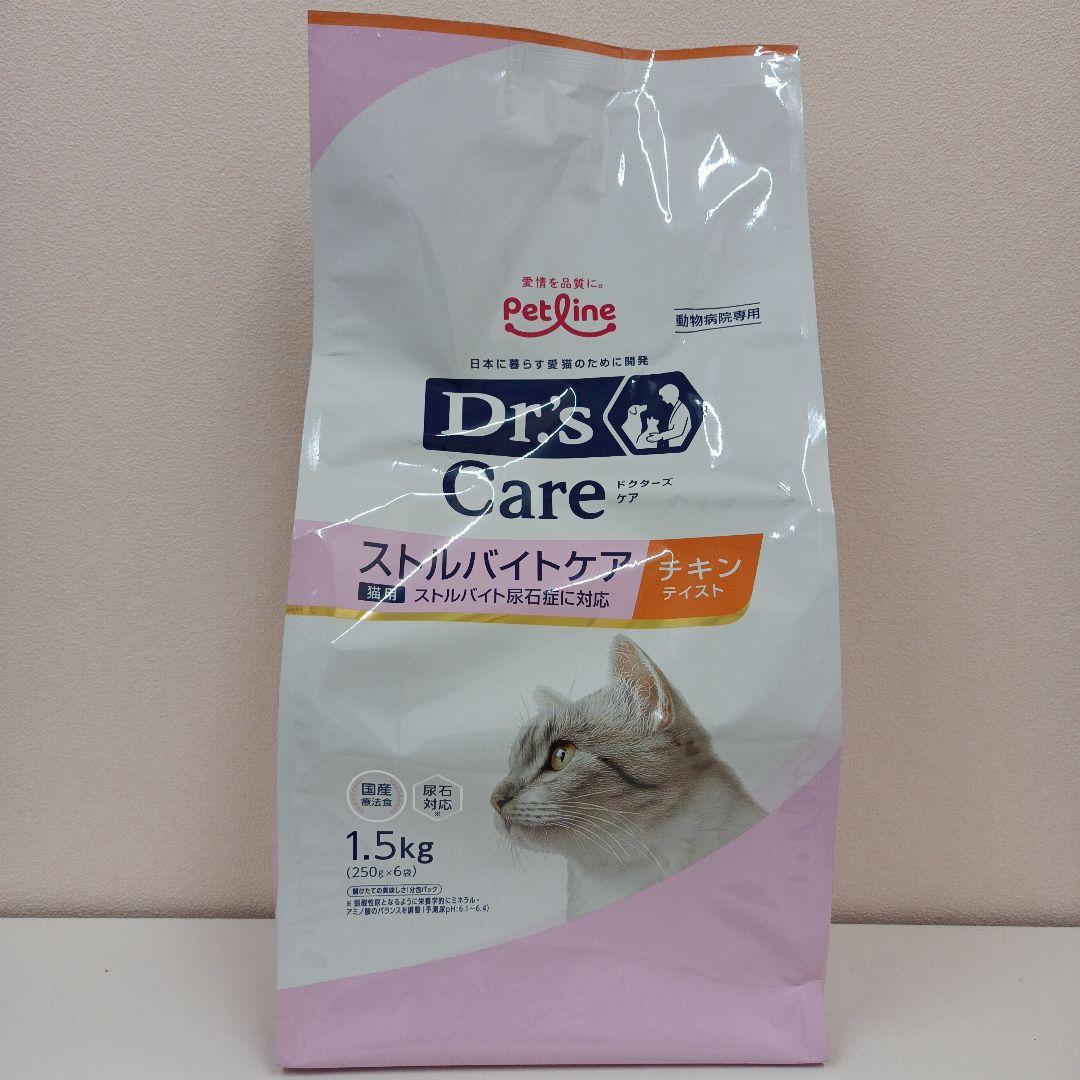 愛情を品質に。
Petline
動物病院専用
日本に暮らす愛猫のために開発
Dr.'s
Care
ドクターズ
ケア
ストルバイトケア
猫用 ストルバイト尿石症に対応
チキン
テイスト
国産
療法食
尿石
対応
※
1.5kg
(250g×6袋)
開けたての美味しさ!分包パック
※ 弱酸性尿となるように栄養学的にミネラル・
アミノ酸のバランスを調整(予測尿pH:6.1~6.4)